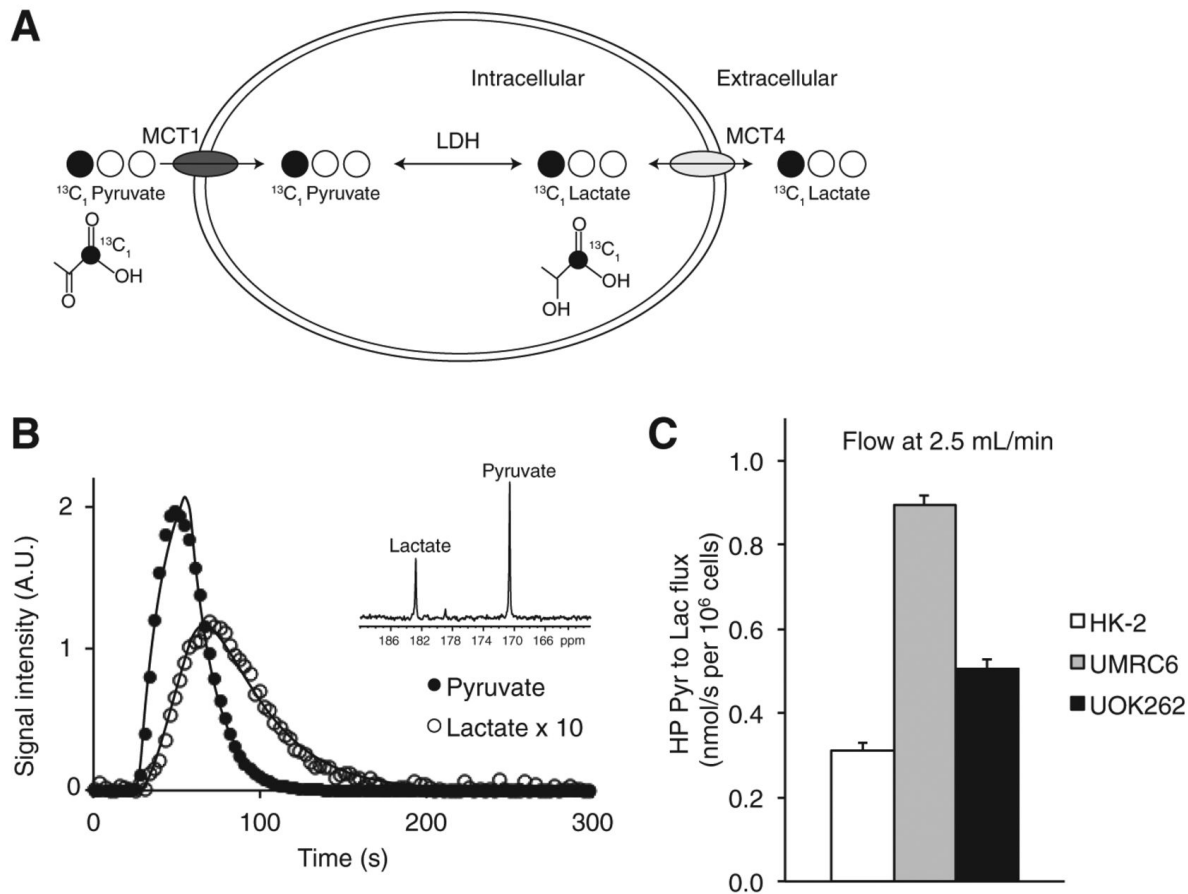 A
Intracellular Extracellular
MCT1 LDH MCT4
¹³C₁ Pyruvate ¹³C₁ Pyruvate ¹³C₁ Lactate ¹³C₁ Lactate
O ¹³C₁ OH O
O ¹³C₁ OH OH
B
Signal intensity (A.U.)
2
1
0
0 100 200 300
Time (s)
Pyruvate
Lactate
186 182 178 174 170 166 ppm
Pyruvate
Lactate x 10
C
Flow at 2.5 mL/min
HP Pyr to Lac flux
(nmol/s per 10⁶ cells)
1.0
0.8
0.6
0.4
0.2
0.0
HK-2
UMRC6
UOK262